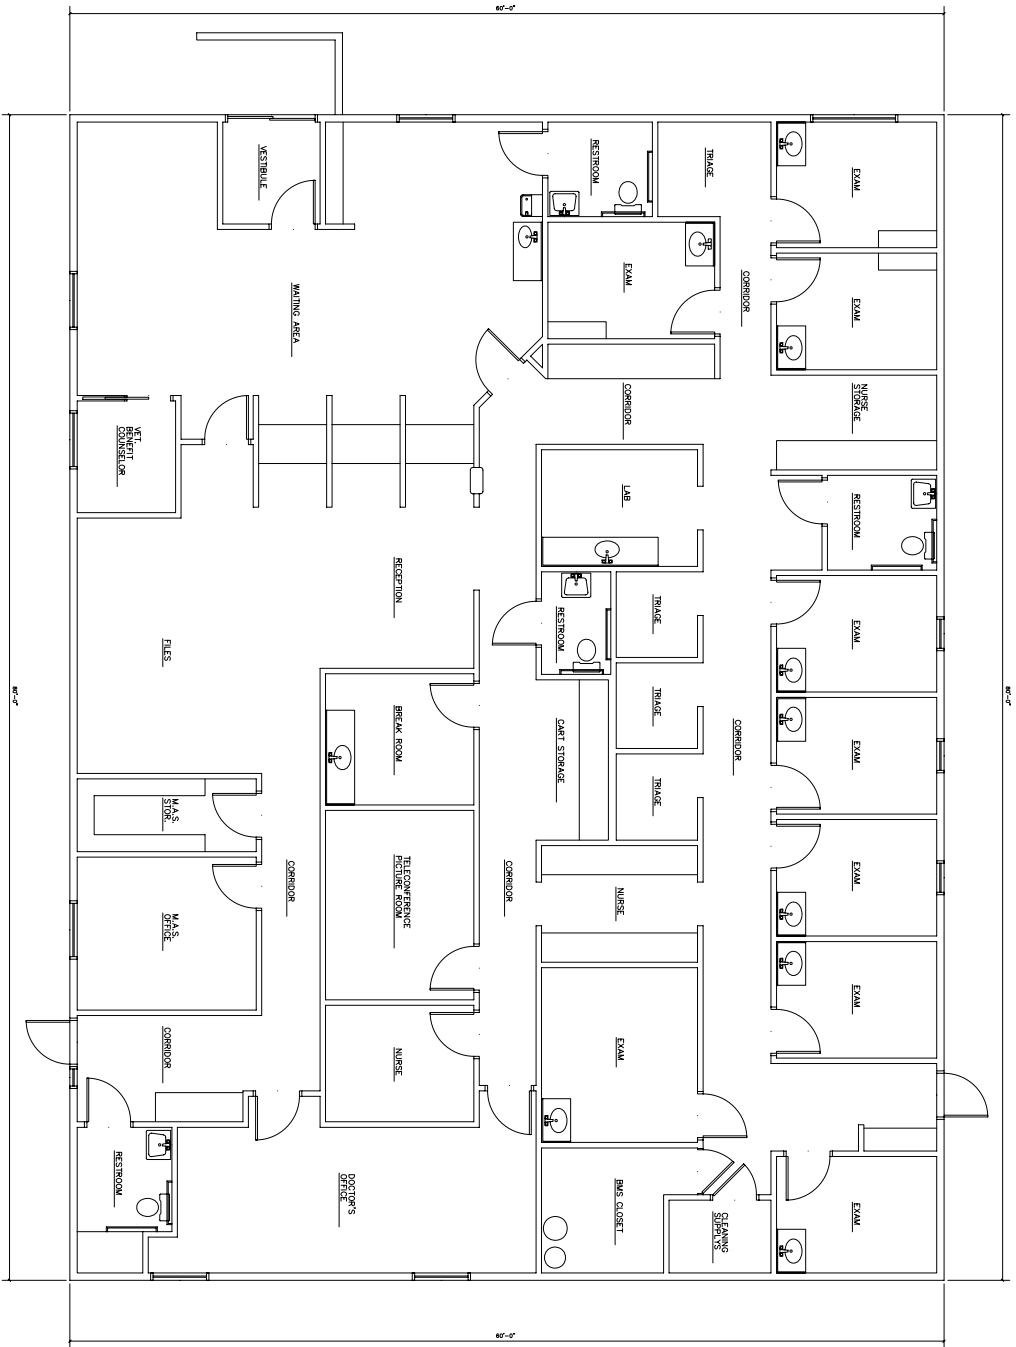 60'-0"
VESTIBULE
RESTROOM
TRIAGE
EXAM
EXAM
CORRIDOR
WAITING AREA
EXAM
CORRIDOR
NURSE
STORAGE
VET.
BENEFIT
COUNSELOR
LAB
RESTROOM
RECEPTION
FILES
RESTROOM
TRIAGE
EXAM
80'-0"
80'-0"
BREAK ROOM
CART STORAGE
TRIAGE
CORRIDOR
EXAM
M.A.S.
STOR.
TRIAGE
CORRIDOR
TELECONFERENCE
PICTURE ROOM
CORRIDOR
NURSE
EXAM
M.A.S.
OFFICE
EXAM
CORRIDOR
NURSE
EXAM
RESTROOM
DOCTOR'S
OFFICE
BMS CLOSET
CLEANING
SUPPLYS
EXAM
60'-0"